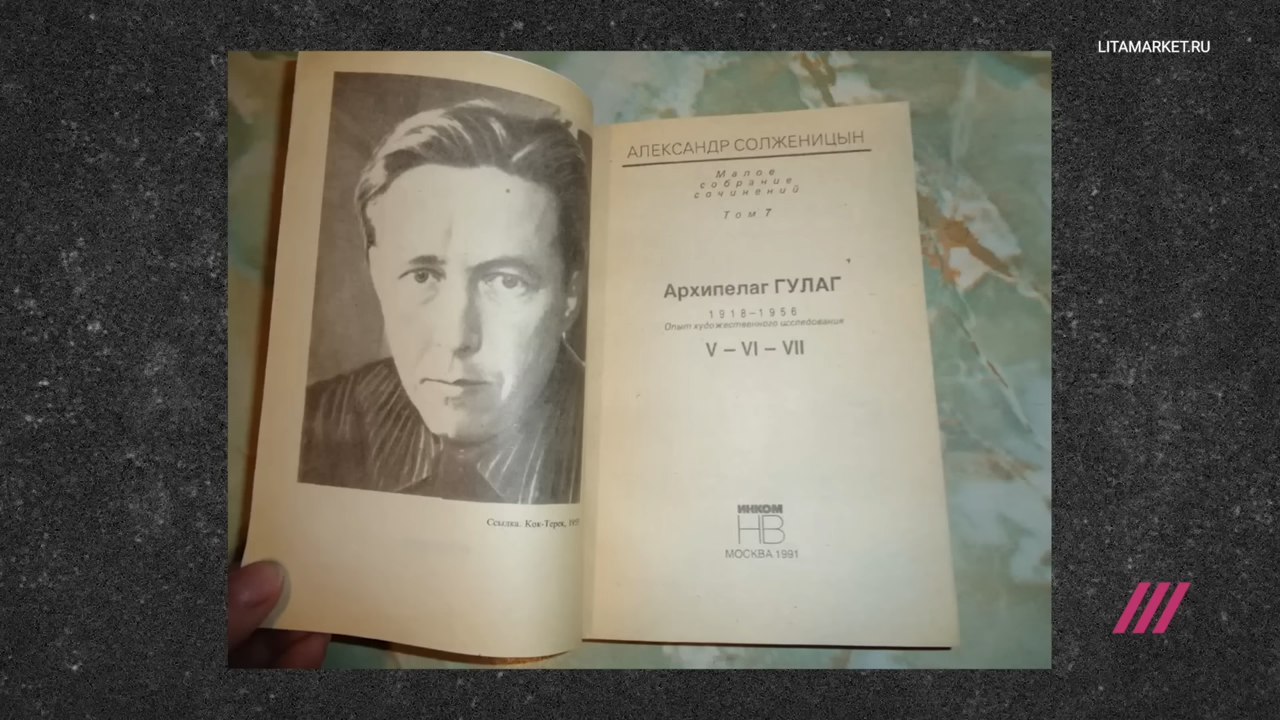 LITAMARKET.RU
АЛЕКСАНДР СОЛЖЕНИЦЫН
Малое
собрание
сочинений
Том 7
Архипелаг ГУЛАГ
1918–1956
Опыт художественного исследования
V – VI – VII
Ссылка. Кок-Терек,
ИНКОМ
НВ
МОСКВА 1991